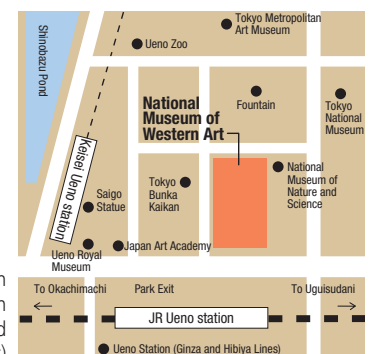 Tokyo Metropolitan
Art Museum
Ueno Zoo
Shinobazu Pond
National
Museum of
Western Art
Fountain
Tokyo
National
Museum
Keisei Ueno station
Saigo
Statue
Tokyo
Bunka
Kaikan
National
Museum of
Nature and
Science
Ueno Royal
Museum
Japan Art Academy
To Okachimachi
Park Exit
To Uguisudani
JR Ueno station
Ueno Station (Ginza and Hibiya Lines)